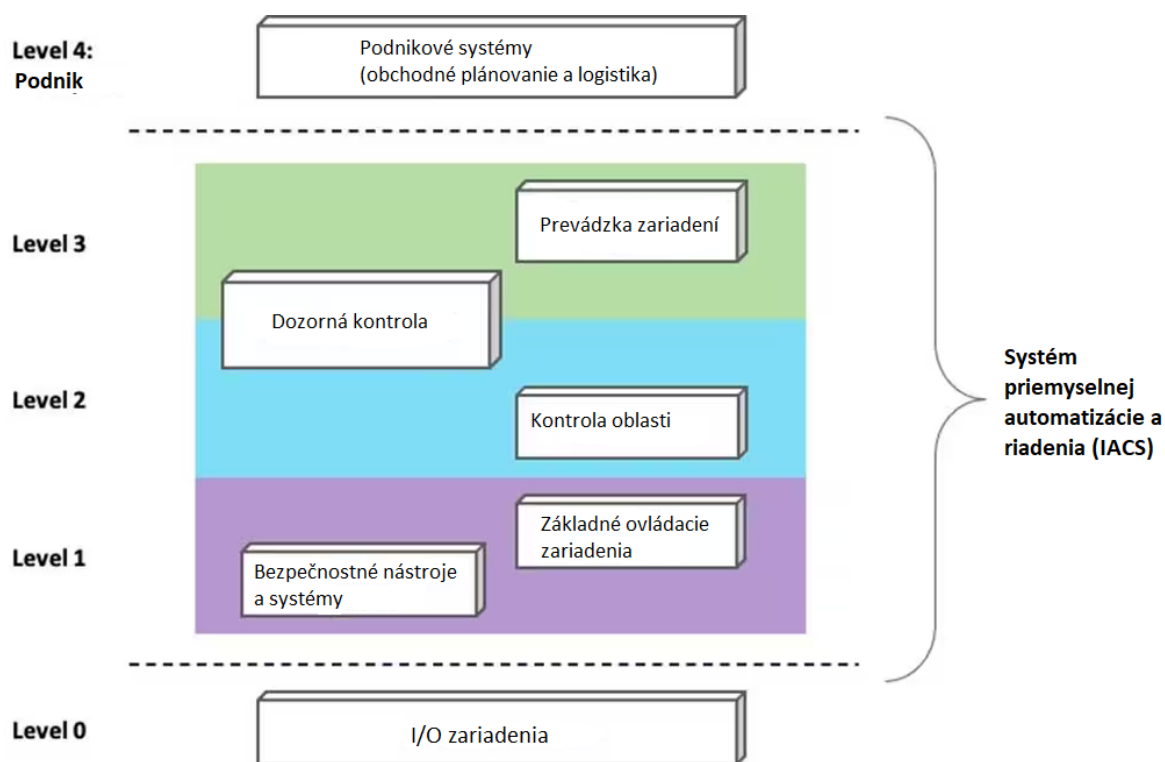 Level 4:
Podnik
Podnikové systémy
(obchodné plánovanie a logistika)
Level 3
Prevádzka zariadení
Dozorná kontrola
Level 2
Kontrola oblasti
Systém
priemyselnej
automatizácie a
riadenia (IACS)
Level 1
Základné ovládacie
zariadenia
Bezpečnostné nástroje
a systémy
Level 0
I/O zariadenia